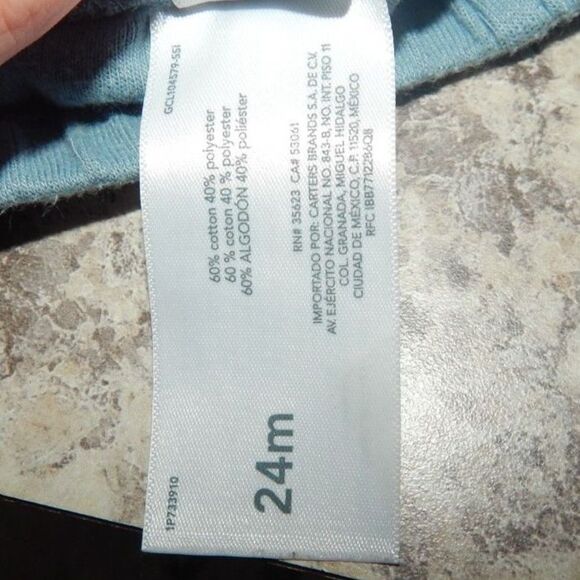 GCL104579-SSI
60% cotton 40% polyester
60 % coton 40 % polyester
60% ALGODÓN 40% poliéster
RN# 35623 CA# 53061
IMPORTADO POR: CARTERS BRANDS S.A. DE C.V.
AV. EJÉRCITO NACIONAL NO. 843-B, NO. INT. PISO 11
COL. GRANADA, MIGUEL HIDALGO
CIUDAD DE MÉXICO, C.P. 11520, MÉXICO
RFC 1BB7712286Q8
24m
1P733910